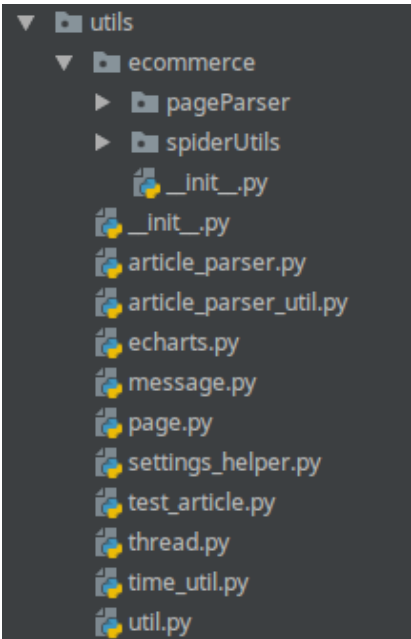 utils
ecommerce
pageParser
spiderUtils
__init__.py
__init__.py
article_parser.py
article_parser_util.py
echarts.py
message.py
page.py
settings_helper.py
test_article.py
thread.py
time_util.py
util.py